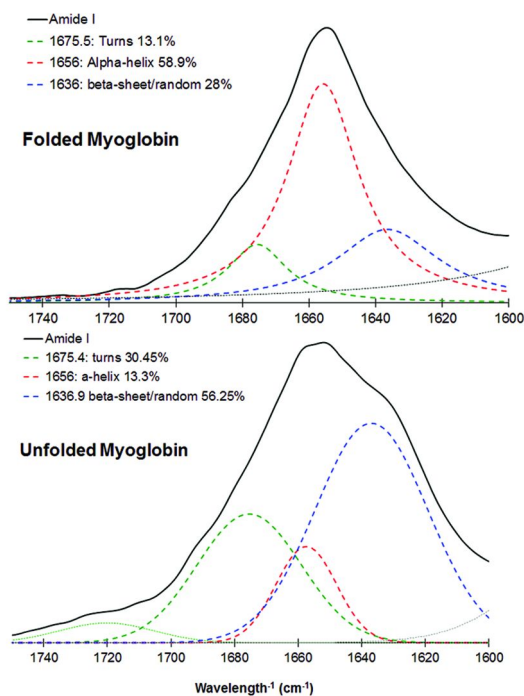 Amide I
1675.5: Turns 13.1%
1656: Alpha-helix 58.9%
1636: beta-sheet/random 28%
Folded Myoglobin
1740 1720 1700 1680 1660 1640 1620 1600
Amide I
1675.4: turns 30.45%
1656: a-helix 13.3%
1636.9 beta-sheet/random 56.25%
Unfolded Myoglobin
1740 1720 1700 1680 1660 1640 1620 1600
Wavelength⁻¹ (cm⁻¹)